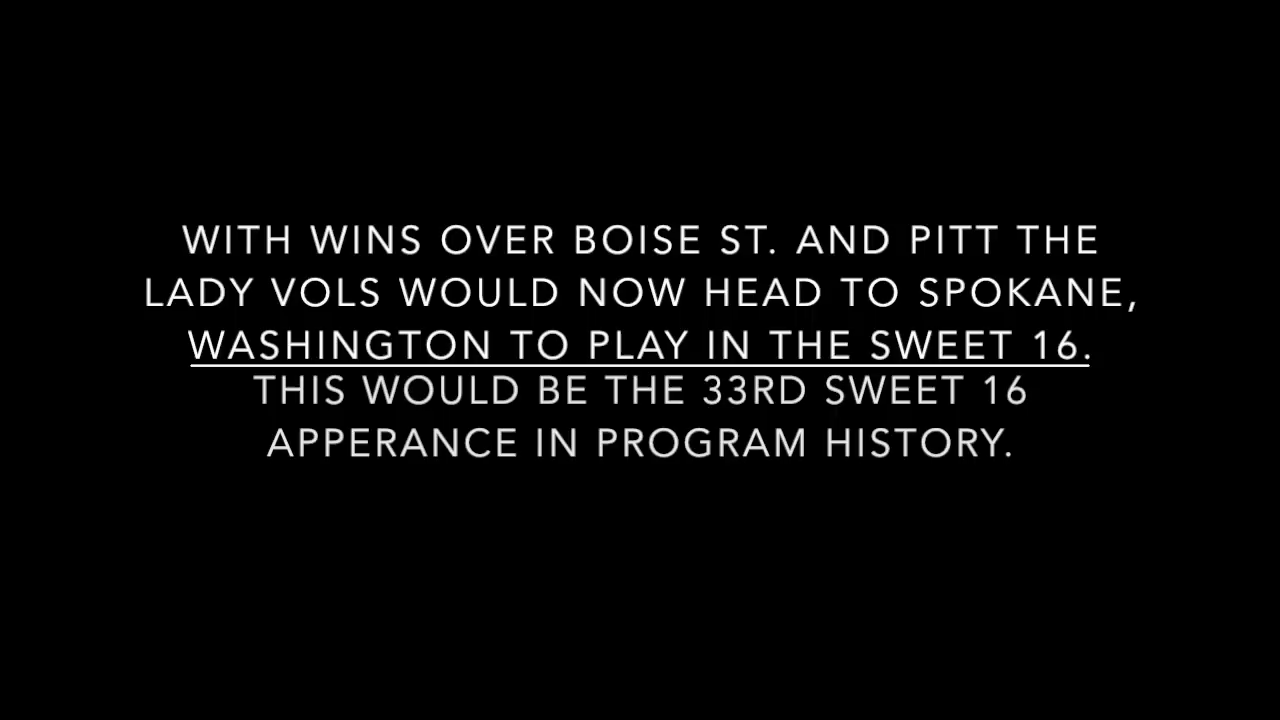 WITH WINS OVER BOISE ST. AND PITT THE
LADY VOLS WOULD NOW HEAD TO SPOKANE,
WASHINGTON TO PLAY IN THE SWEET 16.
THIS WOULD BE THE 33RD SWEET 16
APPERANCE IN PROGRAM HISTORY.